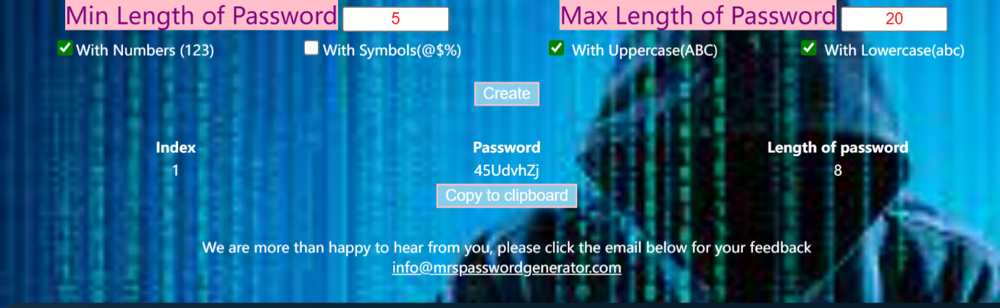 Min Length of Password 5 Max Length of Password 20
With Numbers (123) With Symbols(@$%) With Uppercase(ABC) With Lowercase(abc)
Create
Index Password Length of password
1 45UdvhZj 8
Copy to clipboard
We are more than happy to hear from you, please click the email below for your feedback
info@mrspasswordgenerator.com